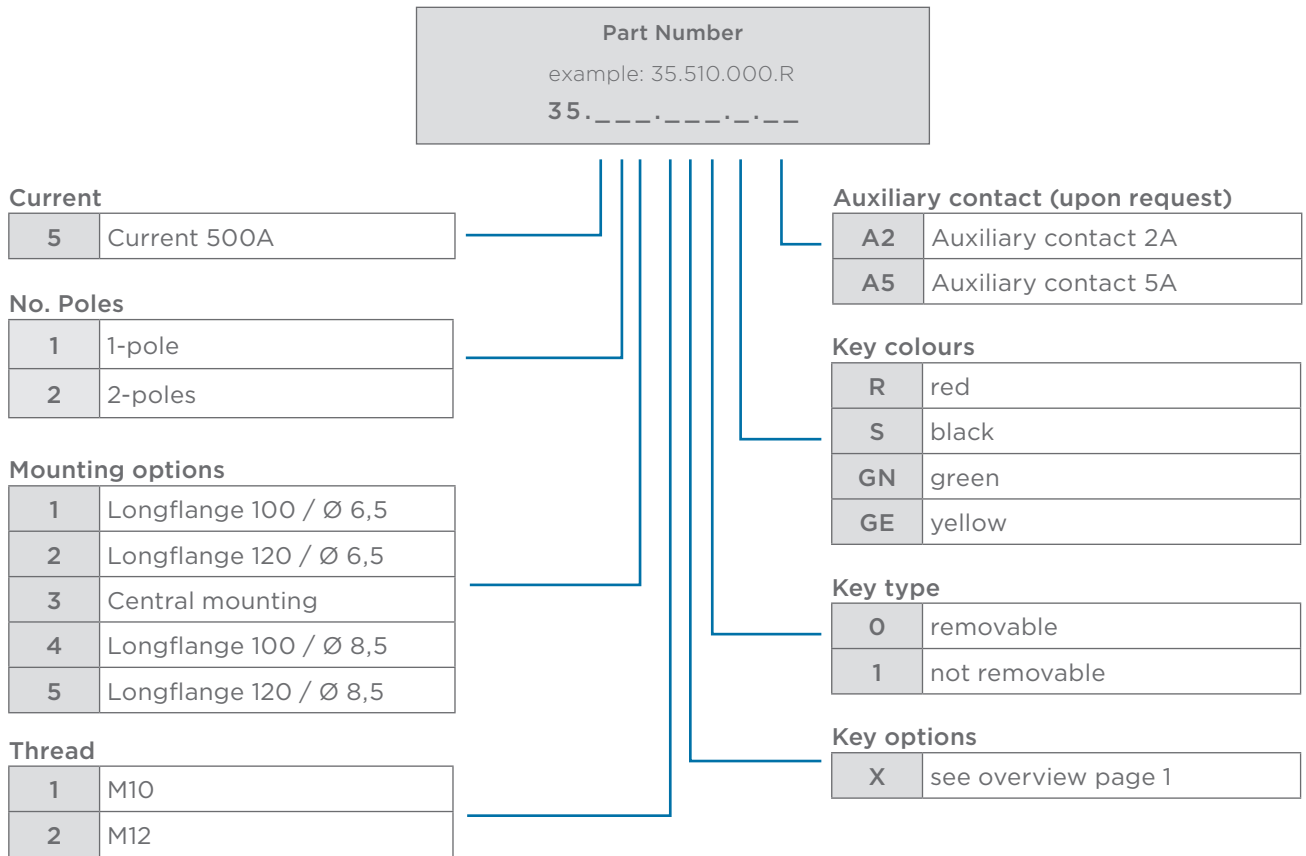 Part Number
example: 35.510.000.R
35._ _ _._ _ _._._ _
Current
5 Current 500A
No. Poles
1 1-pole
2 2-poles
Mounting options
1 Longflange 100 / Ø 6,5
2 Longflange 120 / Ø 6,5
3 Central mounting
4 Longflange 100 / Ø 8,5
5 Longflange 120 / Ø 8,5
Thread
1 M10
2 M12
Auxiliary contact (upon request)
A2 Auxiliary contact 2A
A5 Auxiliary contact 5A
Key colours
R red
S black
GN green
GE yellow
Key type
0 removable
1 not removable
Key options
X see overview page 1